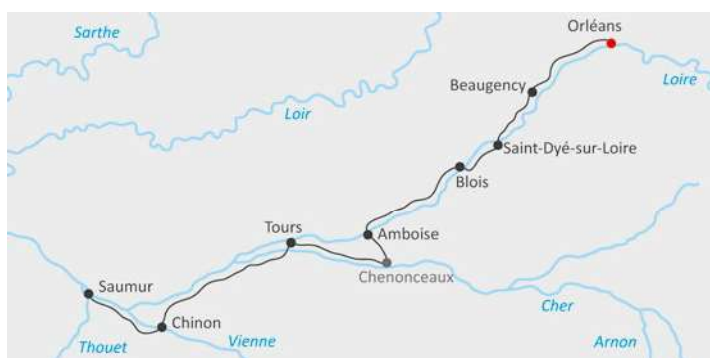 Orléans
Sarthe
Loire
Beaugency
Loir
Saint-Dyé-sur-Loire
Blois
Tours
Amboise
Chenonceaux
Saumur
Cher
Chinon
Vienne
Arnon
Thouet